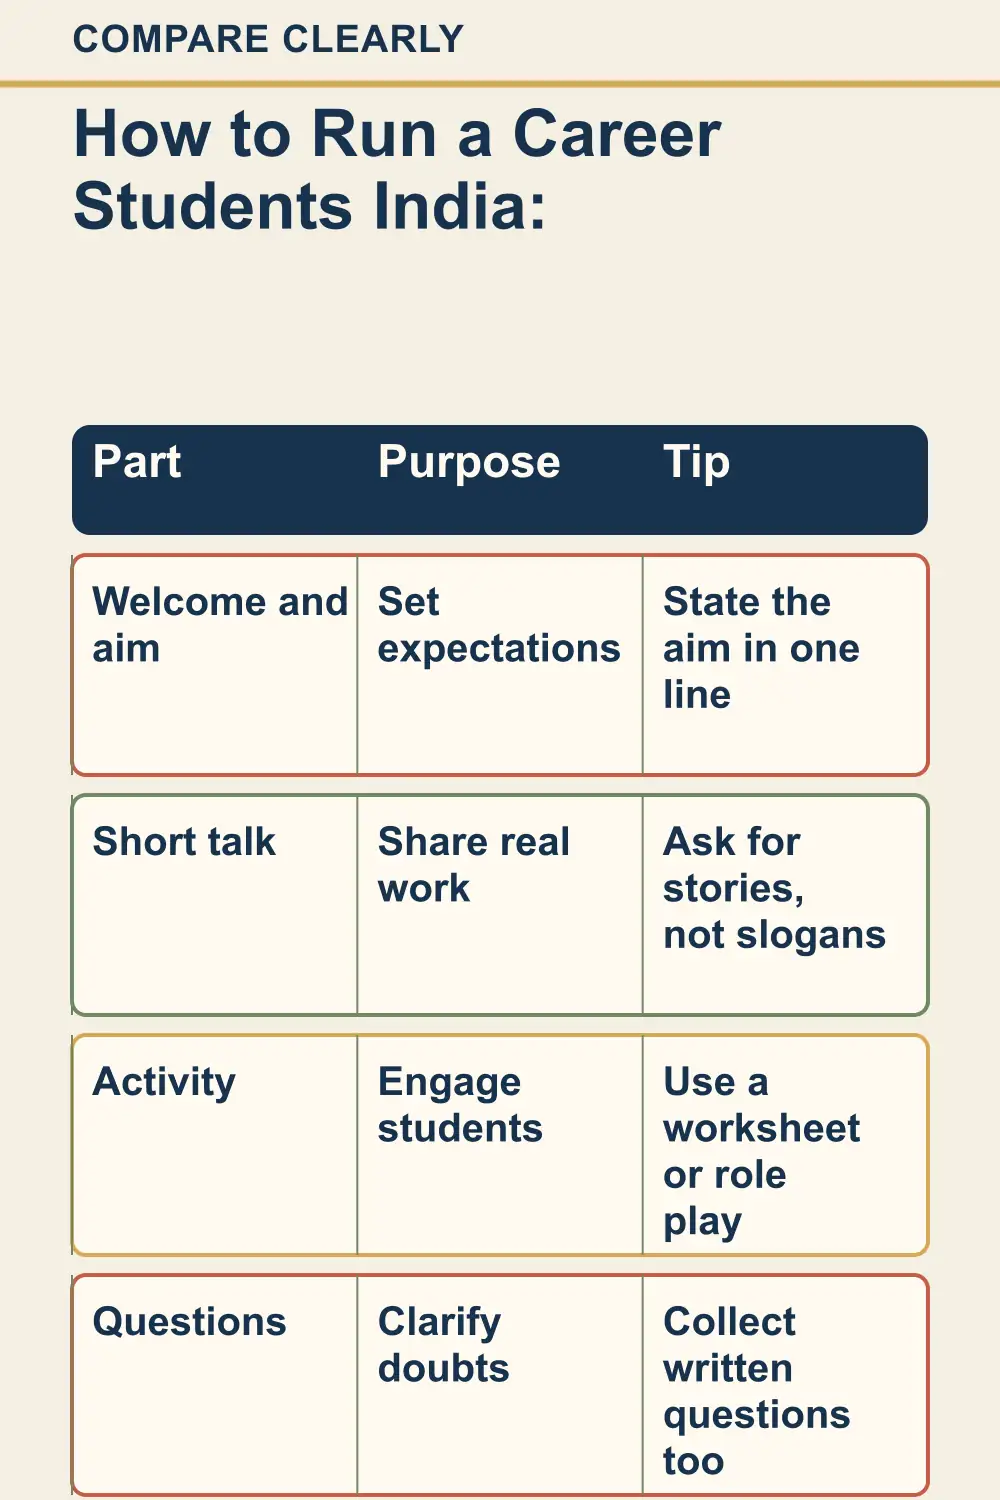 COMPARE CLEARLY
How to Run a Career
Students India:
Part Purpose Tip
Welcome and
aim
Set
expectations
State the
aim in one
line
Short talk
Share real
work
Ask for
stories,
not slogans
Activity
Engage
students
Use a
worksheet
or role
play
Questions
Clarify
doubts
Collect
written
questions
too